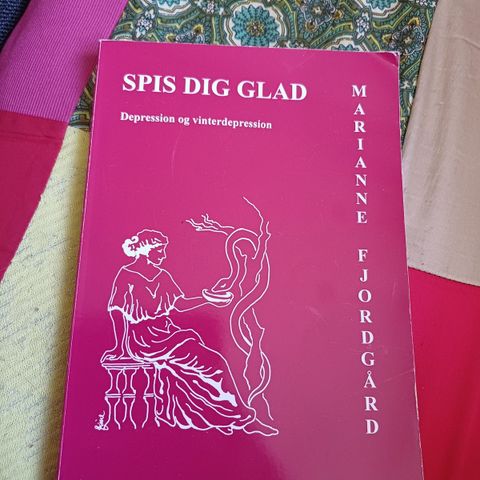 SPIS DIG GLAD
Depression og vinterdepression
MARIANNE FJORDGÅRD